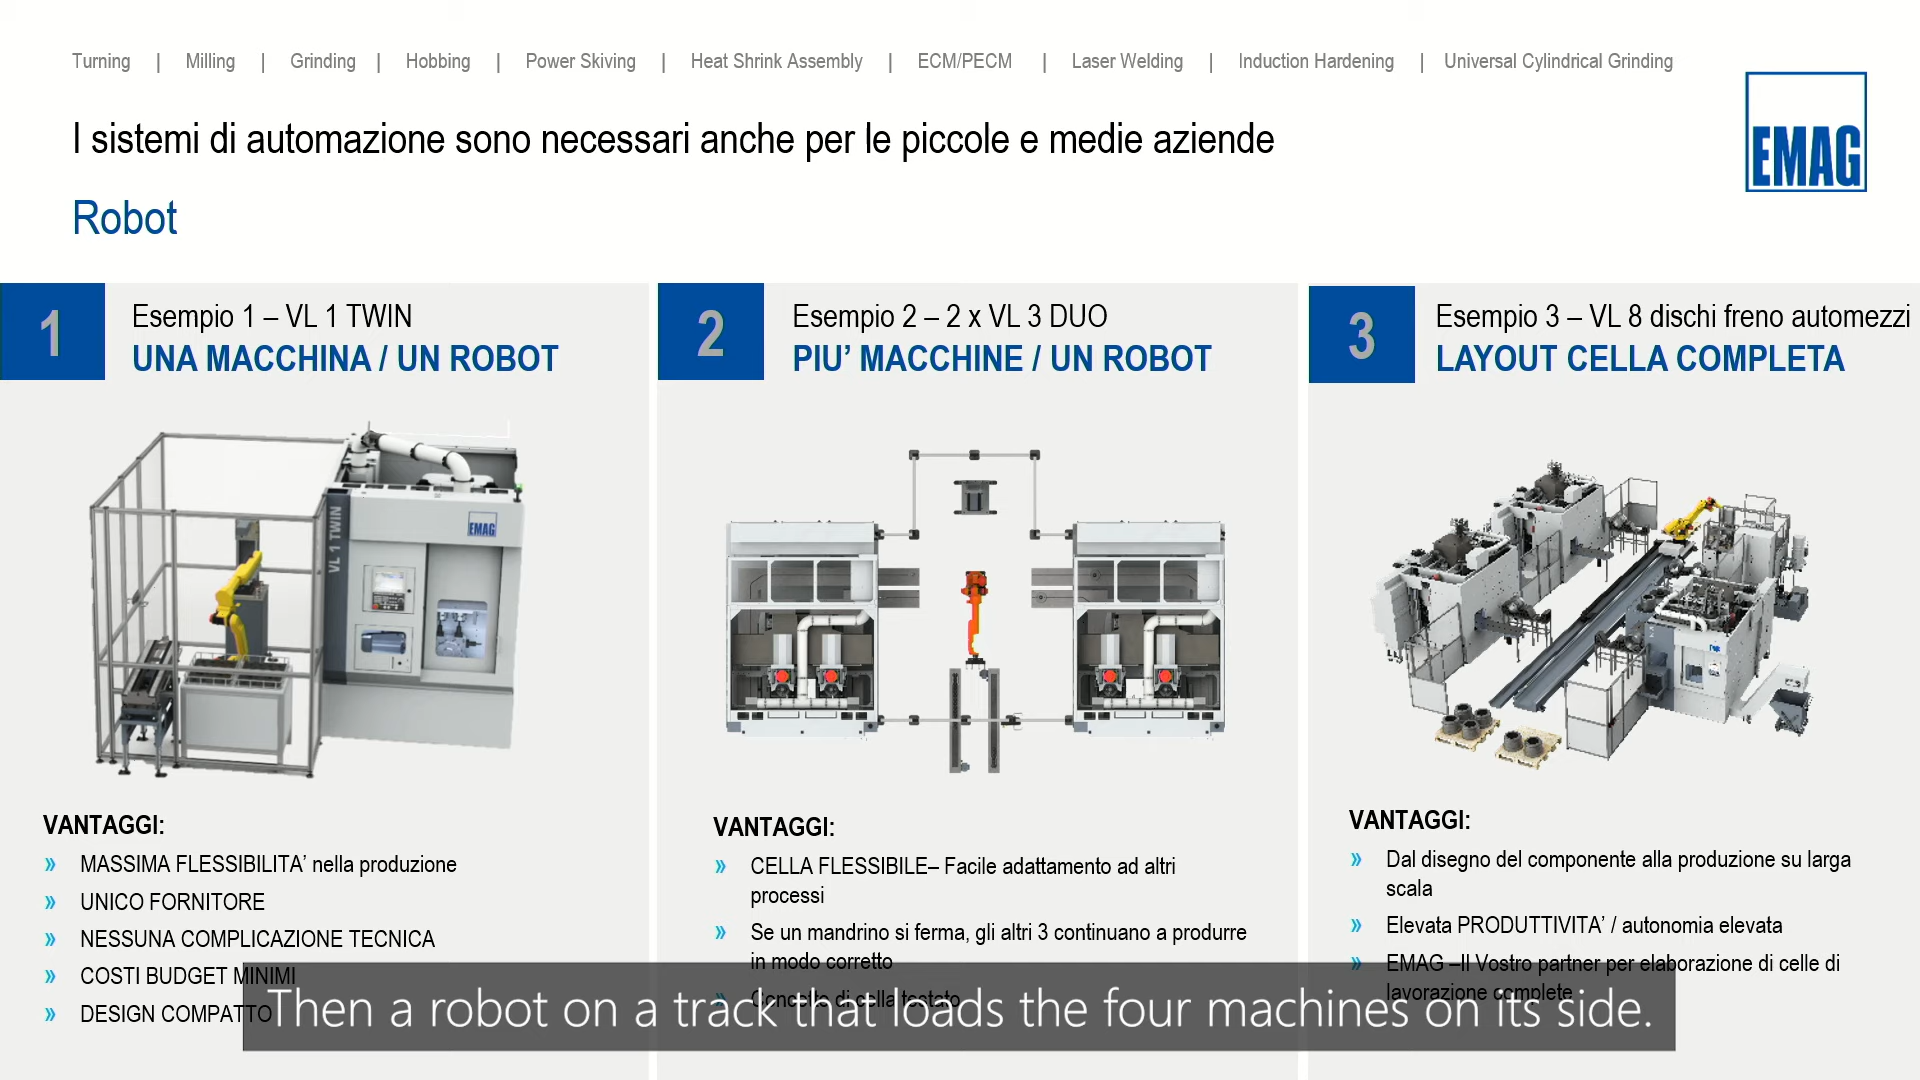 Turning | Milling | Grinding | Hobbing | Power Skiving | Heat Shrink Assembly | ECM/PECM | Laser Welding | Induction Hardening | Universal Cylindrical Grinding
EMAG
I sistemi di automazione sono necessari anche per le piccole e medie aziende
Robot
1
Esempio 1 – VL 1 TWIN
UNA MACCHINA / UN ROBOT
VL 1 TWIN
EMAG
VANTAGGI:
» MASSIMA FLESSIBILITA’ nella produzione
» UNICO FORNITORE
» NESSUNA COMPLICAZIONE TECNICA
» COSTI BUDGET MINIMI
» DESIGN COMPATTO
2
Esempio 2 – 2 x VL 3 DUO
PIU’ MACCHINE / UN ROBOT
VANTAGGI:
» CELLA FLESSIBILE– Facile adattamento ad altri
processi
» Se un mandrino si ferma, gli altri 3 continuano a produrre
in modo corretto
» Concetto di cella testato
3
Esempio 3 – VL 8 dischi freno automezzi
LAYOUT CELLA COMPLETA
VANTAGGI:
» Dal disegno del componente alla produzione su larga
scala
» Elevata PRODUTTIVITA’ / autonomia elevata
» EMAG –Il Vostro partner per elaborazione di celle di
lavorazione complete
Then a robot on a track that loads the four machines on its side.